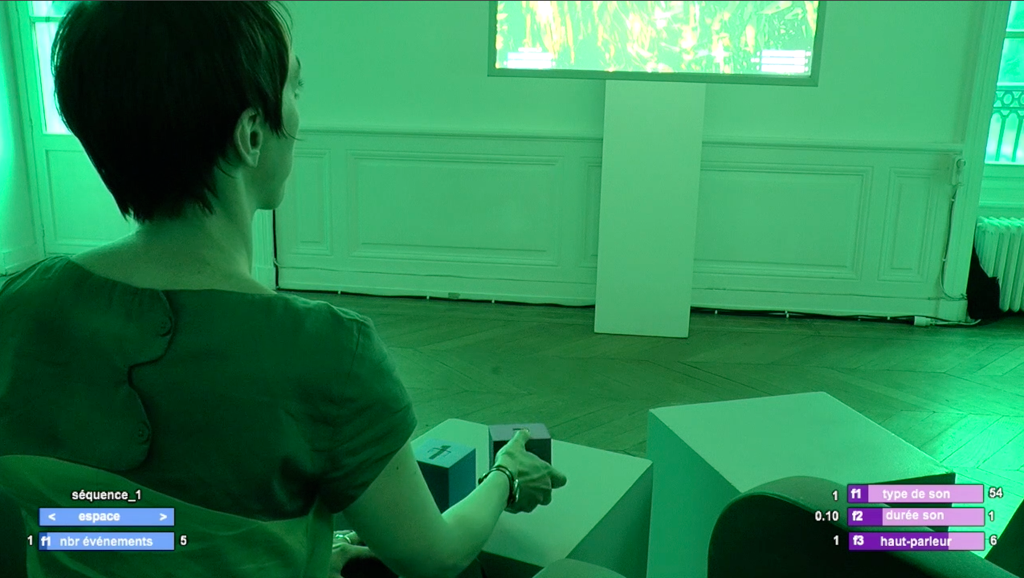 séquence_1
< espace >
1 f1 nbr événements 5
1 f1 type de son 54
0.10 f2 durée son 1
1 f3 haut-parleur 6